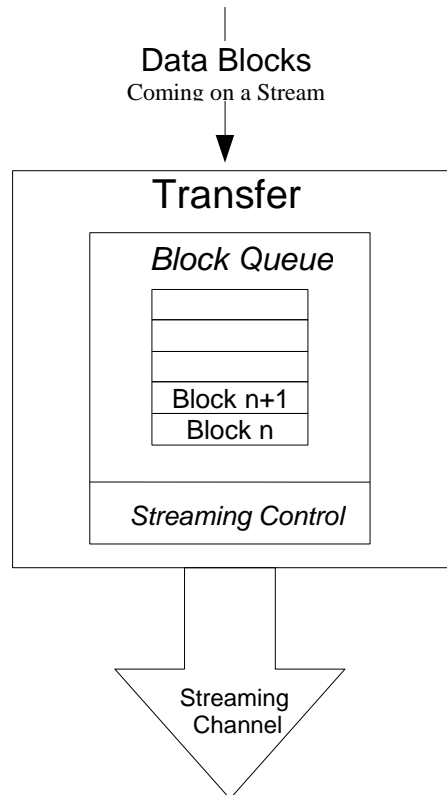 Data Blocks
Coming on a Stream
Transfer
Block Queue
Block n+1
Block n
Streaming Control
Streaming
Channel